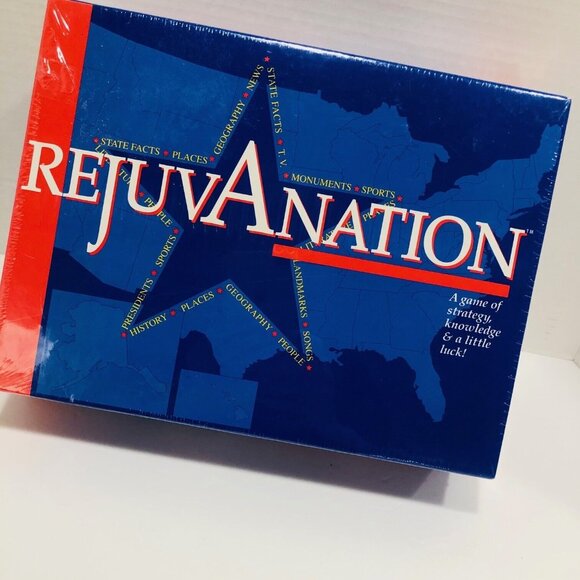 REJUVANATION™
STATE FACTS ★ PLACES ★ GEOGRAPHY ★ NEWS ★
STATE FACTS ★ T.V. ★
MONUMENTS ★ SPORTS ★
LANDMARKS ★ SONGS ★
HISTORY ★ PLACES ★ GEOGRAPHY ★ PEOPLE
PRESIDENTS ★ SPORTS ★
PEOPLE ★
A game of
strategy,
knowledge
& a little
luck!